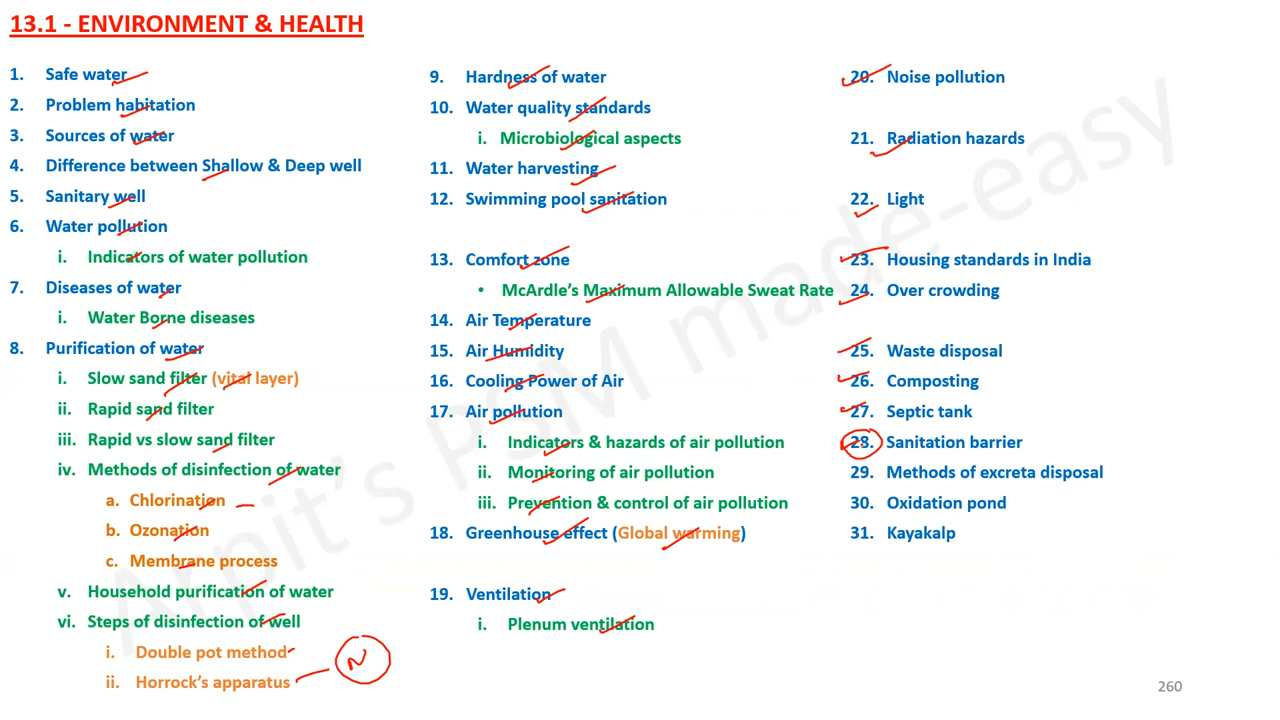 13.1 - ENVIRONMENT & HEALTH
1. Safe water
2. Problem habitation
3. Sources of water
4. Difference between Shallow & Deep well
5. Sanitary well
6. Water pollution
i. Indicators of water pollution
7. Diseases of water
i. Water Borne diseases
8. Purification of water
i. Slow sand filter (vital layer)
ii. Rapid sand filter
iii. Rapid vs slow sand filter
iv. Methods of disinfection of water
a. Chlorination
b. Ozonation
c. Membrane process
v. Household purification of water
vi. Steps of disinfection of well
i. Double pot method
ii. Horrock's apparatus
N
9. Hardness of water
10. Water quality standards
i. Microbiological aspects
11. Water harvesting
12. Swimming pool sanitation
13. Comfort zone
• McArdle's Maximum Allowable Sweat Rate
14. Air Temperature
15. Air Humidity
16. Cooling Power of Air
17. Air pollution
i. Indicators & hazards of air pollution
ii. Monitoring of air pollution
iii. Prevention & control of air pollution
18. Greenhouse effect (Global warming)
19. Ventilation
i. Plenum ventilation
20. Noise pollution
21. Radiation hazards
22. Light
23. Housing standards in India
24. Over crowding
25. Waste disposal
26. Composting
27. Septic tank
28. Sanitation barrier
29. Methods of excreta disposal
30. Oxidation pond
31. Kayakalp
Arpit's PSM made-easy
260